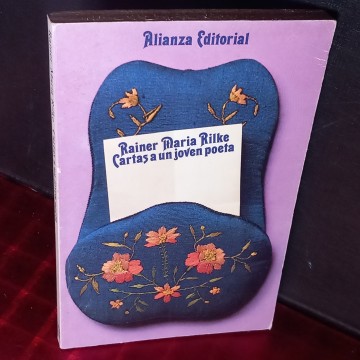 Alianza Editorial
Rainer Maria Rilke
Cartas a un joven poeta